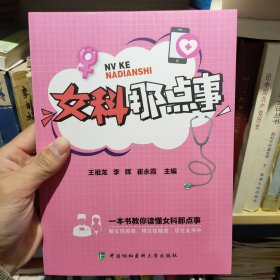 NV KE
NADIANSHI
女科那点事
王祖龙 李晖 崔永霞 主编
一本书教你读懂女科那点事
中国协和医科大学出版社